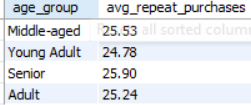 age_group avg_repeat_purchases
Middle-aged 25.53
Young Adult 24.78
Senior 25.90
Adult 25.24